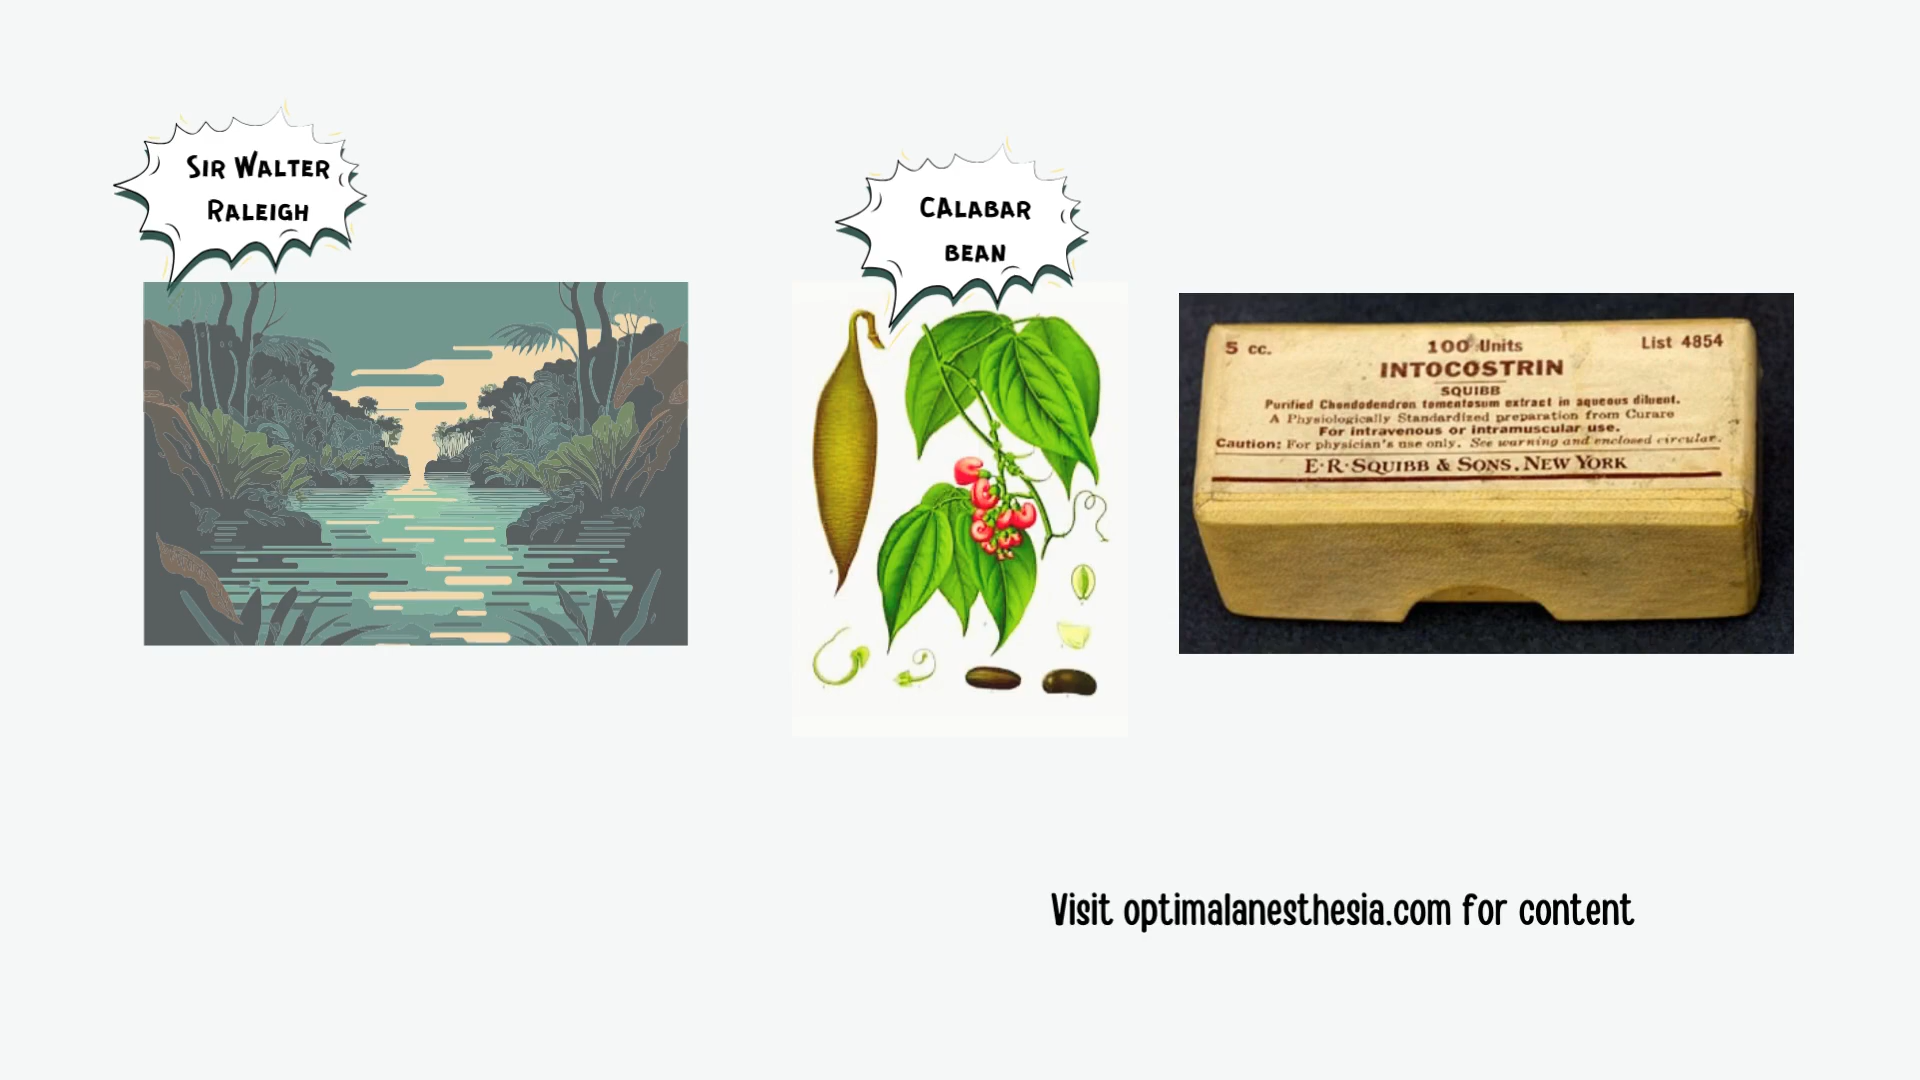 Sir Walter
Raleigh
CAlabar
bean
5 cc.
100 Units
List 4854
INTOCOSTRIN
SQUIBB
Purified Chondodendron tomentosum extract in aqueous diluent.
A Physiologically Standardized preparation from Curare
For intravenous or intramuscular use.
Caution: For physician's use only. See warning and enclosed circular.
E·R·SQUIBB & SONS, NEW YORK
Visit optimalanesthesia.com for content